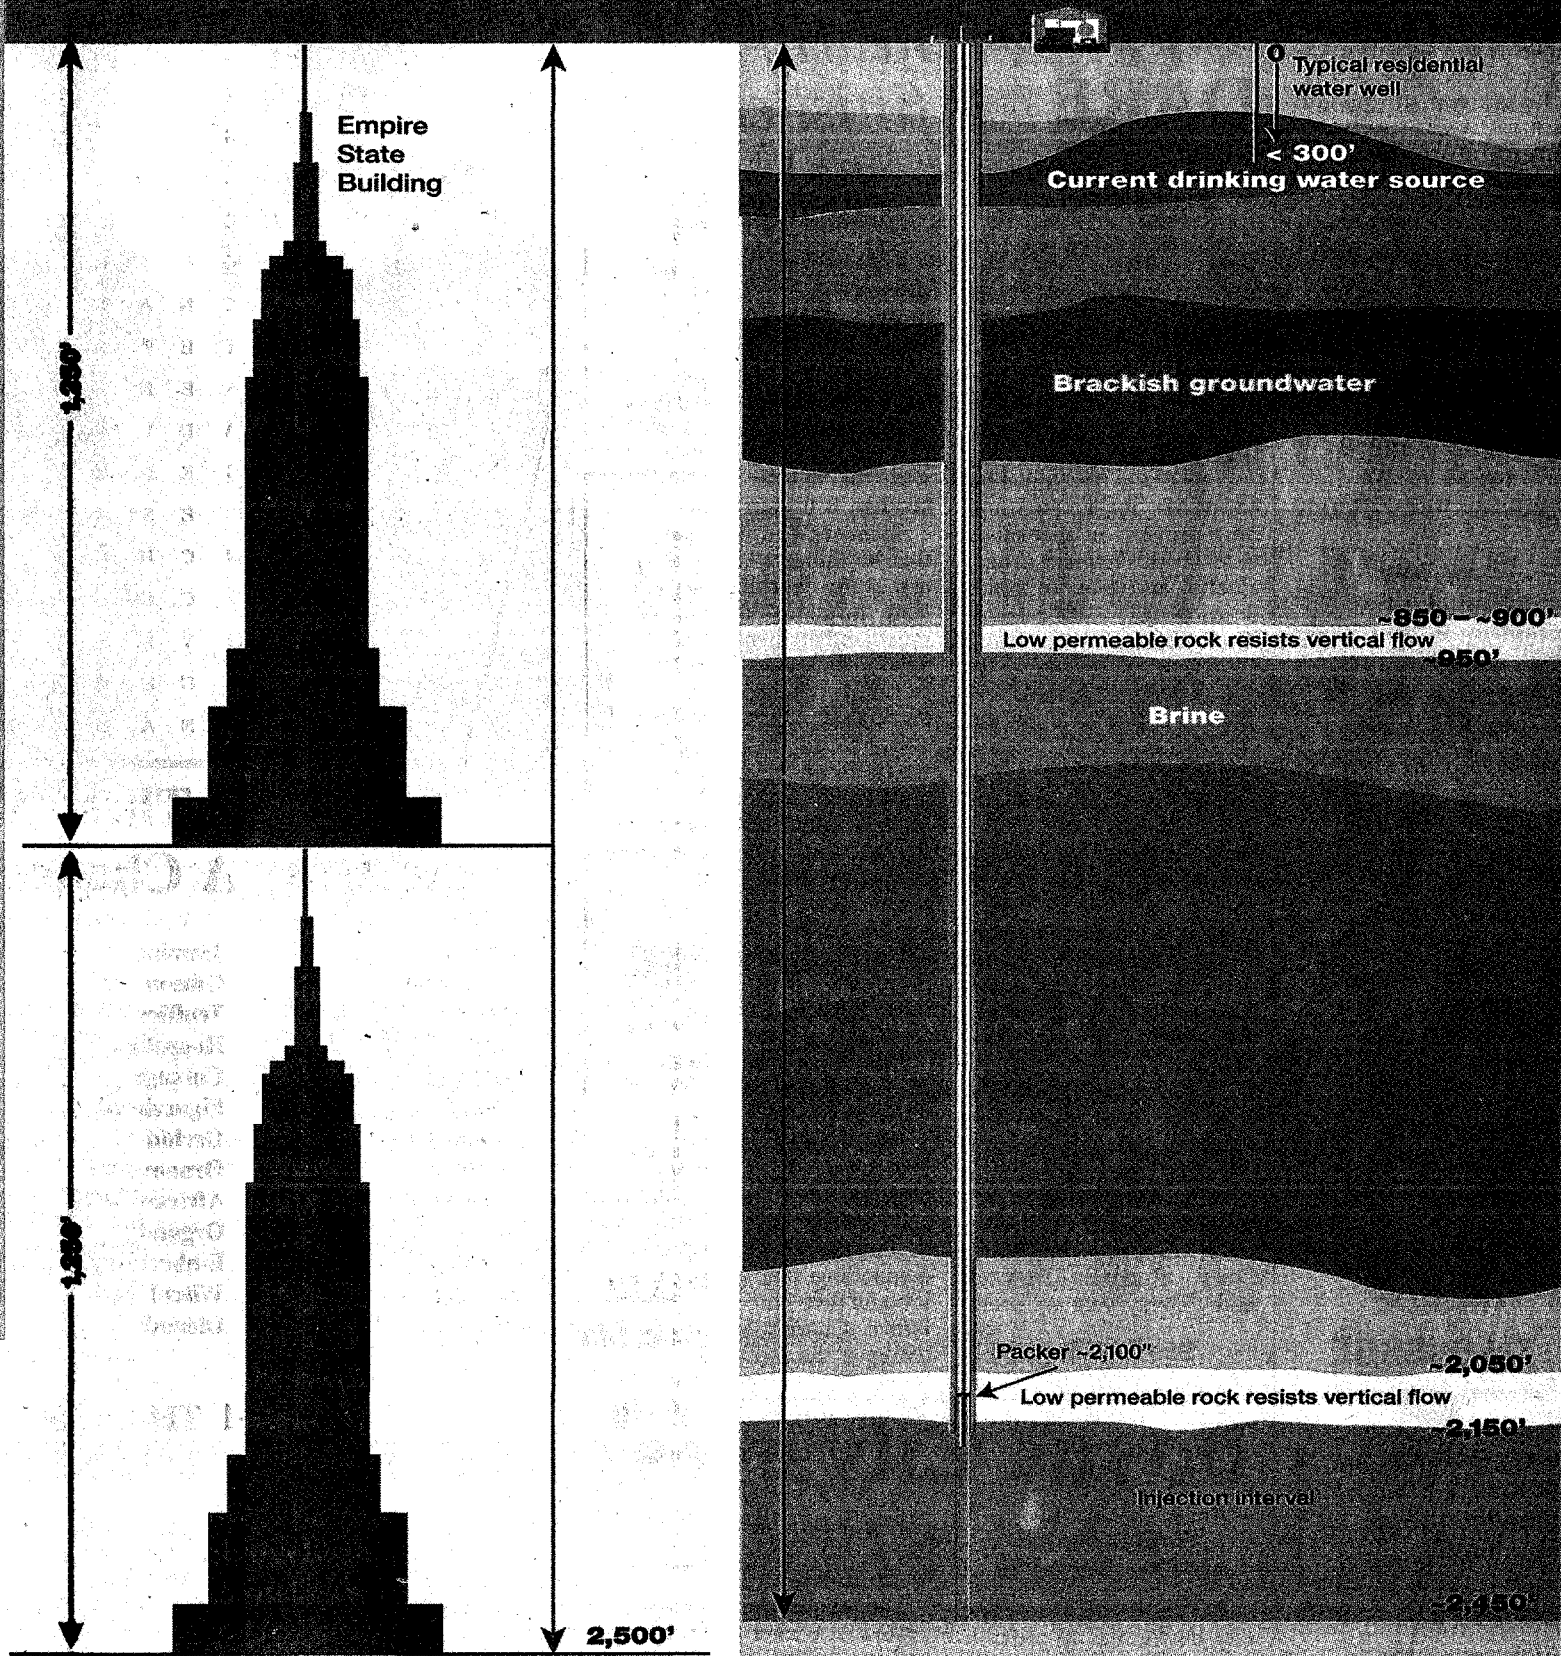 Empire
State
Building
1,250'
1,250'
2,500'
Typical residential
water well
< 300'
Current drinking water source
Brackish groundwater
~850 – ~900'
Low permeable rock resists vertical flow
~950'
Brine
Packer ~2,100"
~2,050'
Low permeable rock resists vertical flow
~2,150'
Injection interval
~2,450'